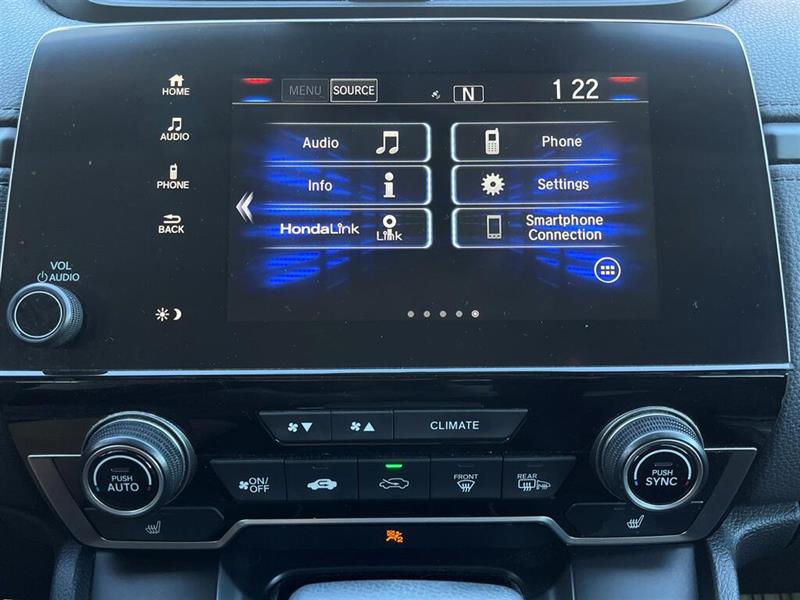 HOME
MENU SOURCE N 1 22
AUDIO
Audio
Phone
PHONE
Info
Settings
BACK
HondaLink
Link
Smartphone
Connection
VOL
AUDIO
CLIMATE
PUSH
AUTO
ON/
OFF
FRONT
REAR
PUSH
SYNC